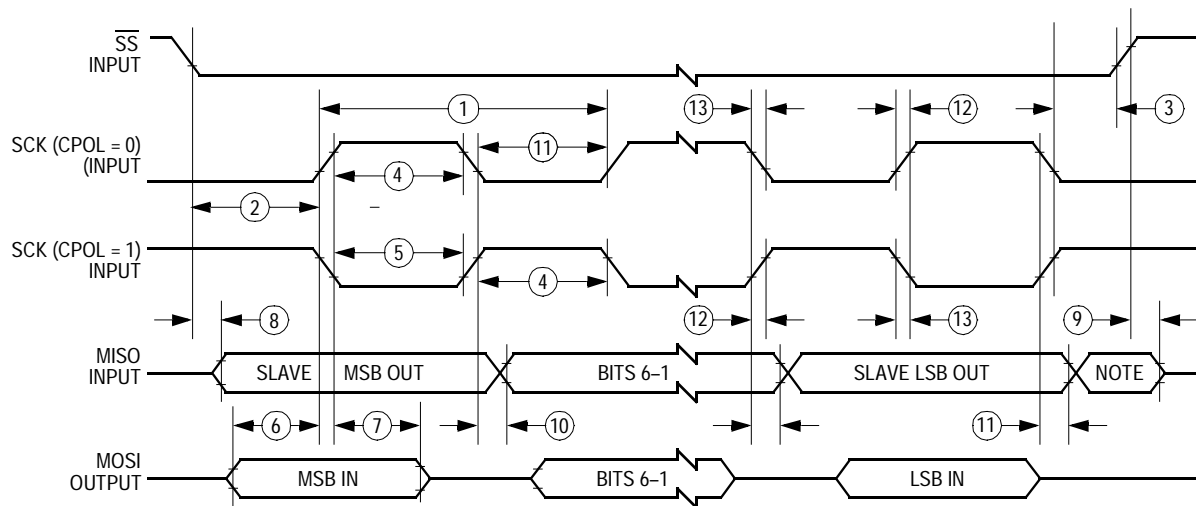 SS
INPUT
1
13
12
3
SCK (CPOL = 0)
(INPUT
11
4
2
–
SCK (CPOL = 1)
INPUT
5
4
8
12
13
9
MISO
INPUT
SLAVE MSB OUT
BITS 6–1
SLAVE LSB OUT
NOTE
6
7
10
11
MOSI
OUTPUT
MSB IN
BITS 6–1
LSB IN